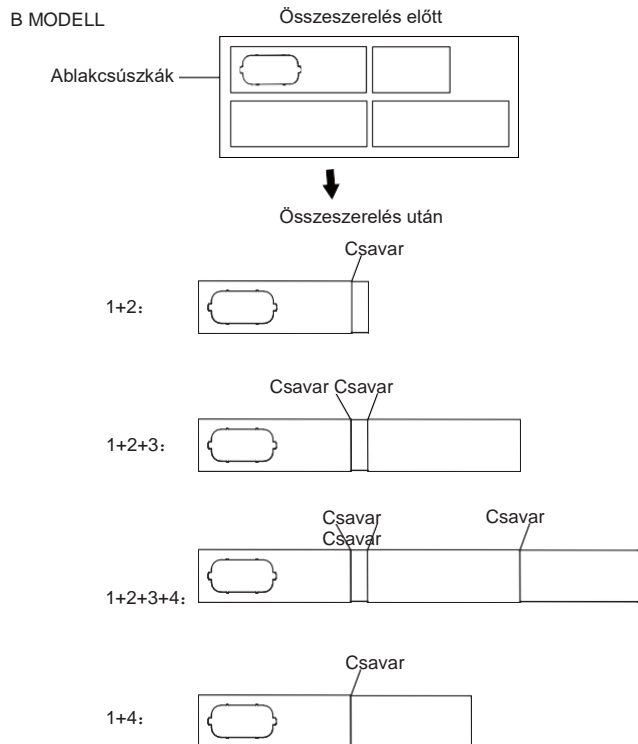 B MODELL
Összeszerelés előtt
Ablakcsúszkák
Összeszerelés után
Csavar
1+2：
Csavar Csavar
1+2+3：
Csavar Csavar
Csavar
1+2+3+4：
Csavar
1+4：